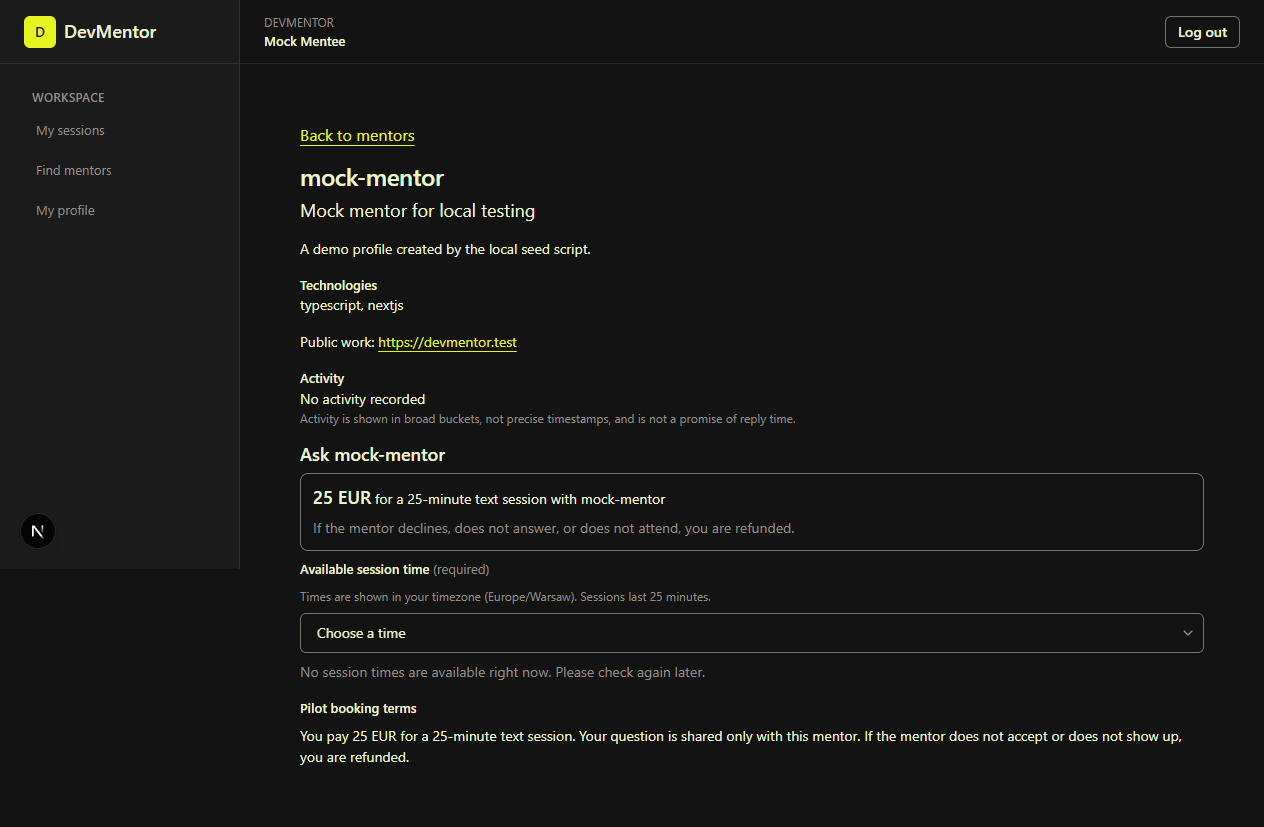 D DevMentor
DEVMENTOR
Mock Mentee
Log out
WORKSPACE
My sessions
Find mentors
My profile
N
Back to mentors
mock-mentor
Mock mentor for local testing
A demo profile created by the local seed script.
Technologies
typescript, nextjs
Public work: https://devmentor.test
Activity
No activity recorded
Activity is shown in broad buckets, not precise timestamps, and is not a promise of reply time.
Ask mock-mentor
25 EUR for a 25-minute text session with mock-mentor
If the mentor declines, does not answer, or does not attend, you are refunded.
Available session time (required)
Times are shown in your timezone (Europe/Warsaw). Sessions last 25 minutes.
Choose a time
No session times are available right now. Please check again later.
Pilot booking terms
You pay 25 EUR for a 25-minute text session. Your question is shared only with this mentor. If the mentor does not accept or does not show up,
you are refunded.